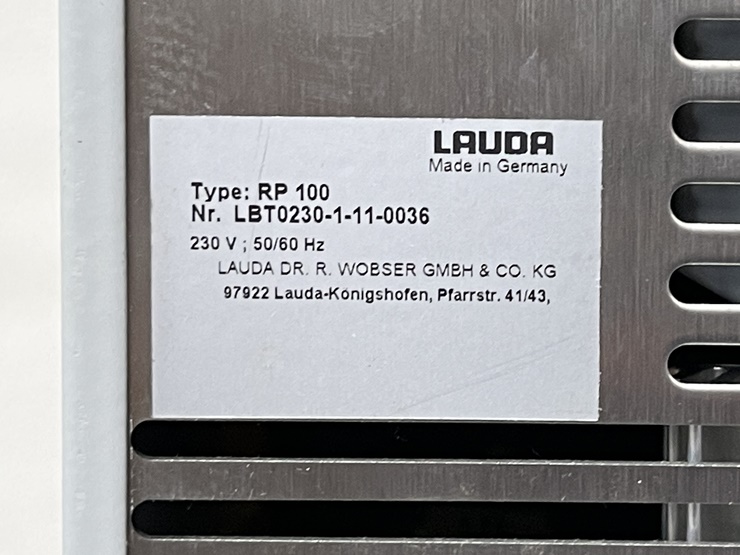 LAUDA
Made in Germany
Type: RP 100
Nr. LBT0230-1-11-0036
230 V ; 50/60 Hz
LAUDA DR. R. WOBSER GMBH & CO. KG
97922 Lauda-Königshofen, Pfarrstr. 41/43,